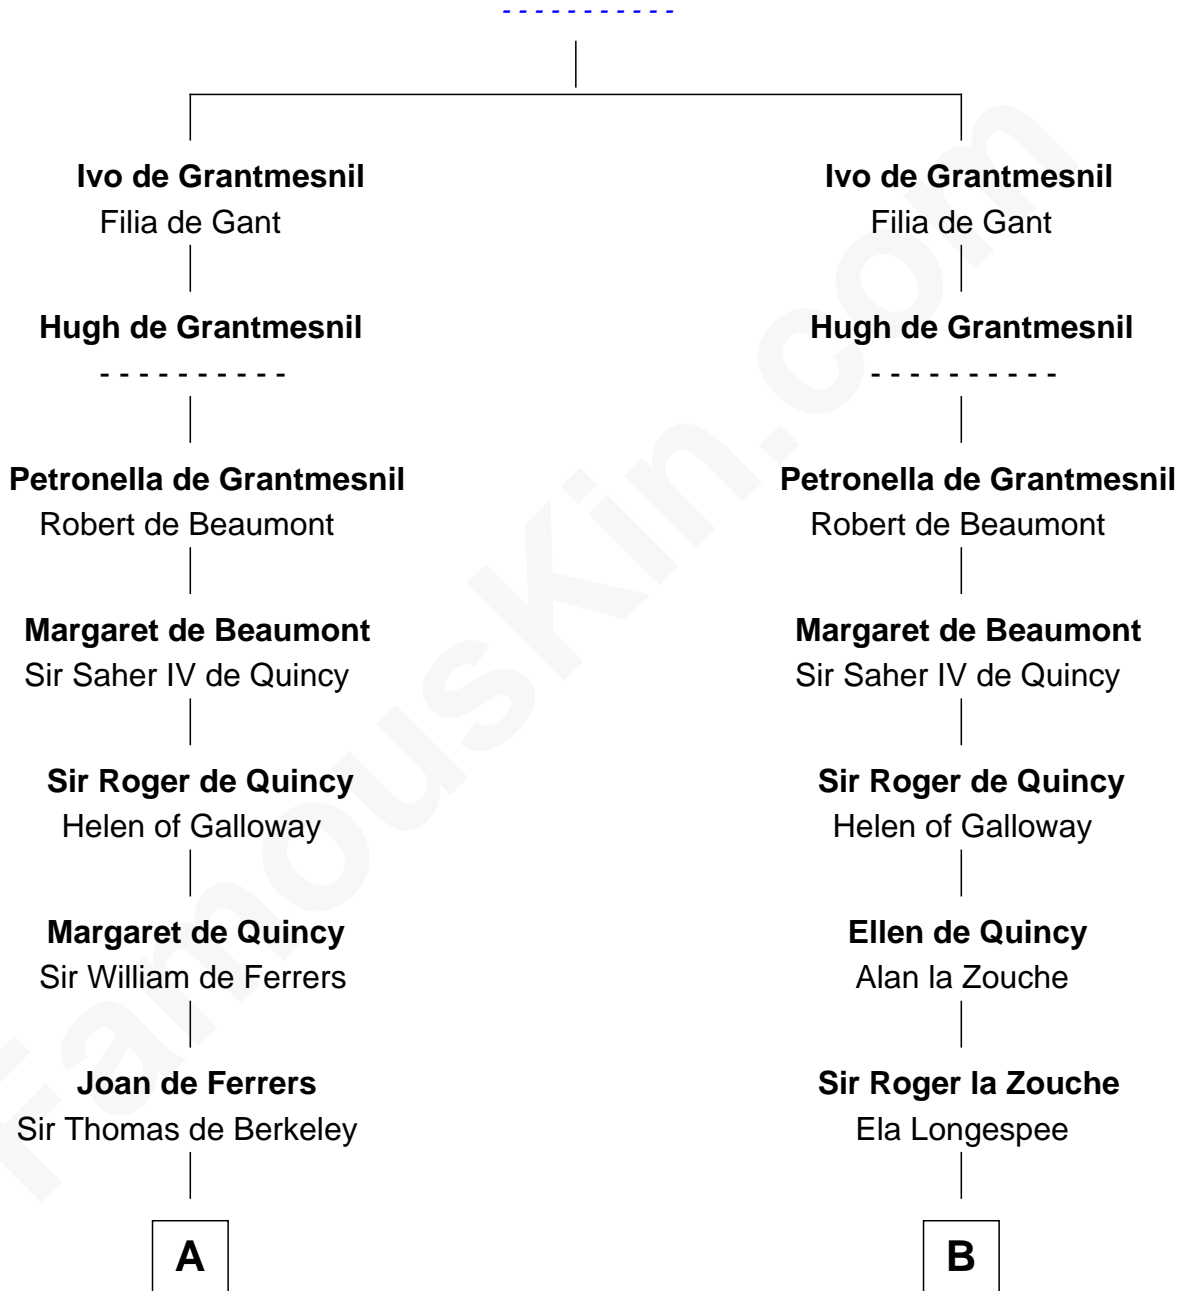 - - - - - - - - - - -
Ivo de Grantmesnil Ivo de Grantmesnil
Filia de Gant Filia de Gant
Hugh de Grantmesnil Hugh de Grantmesnil
- - - - - - - - - - - - - - - - - - - -
Petronella de Grantmesnil Petronella de Grantmesnil
Robert de Beaumont Robert de Beaumont
Margaret de Beaumont Margaret de Beaumont
Sir Saher IV de Quincy Sir Saher IV de Quincy
Sir Roger de Quincy Sir Roger de Quincy
Helen of Galloway Helen of Galloway
Margaret de Quincy Ellen de Quincy
Sir William de Ferrers Alan la Zouche
Joan de Ferrers Sir Roger la Zouche
Sir Thomas de Berkeley Ela Longespee
A B
FamousKin.com